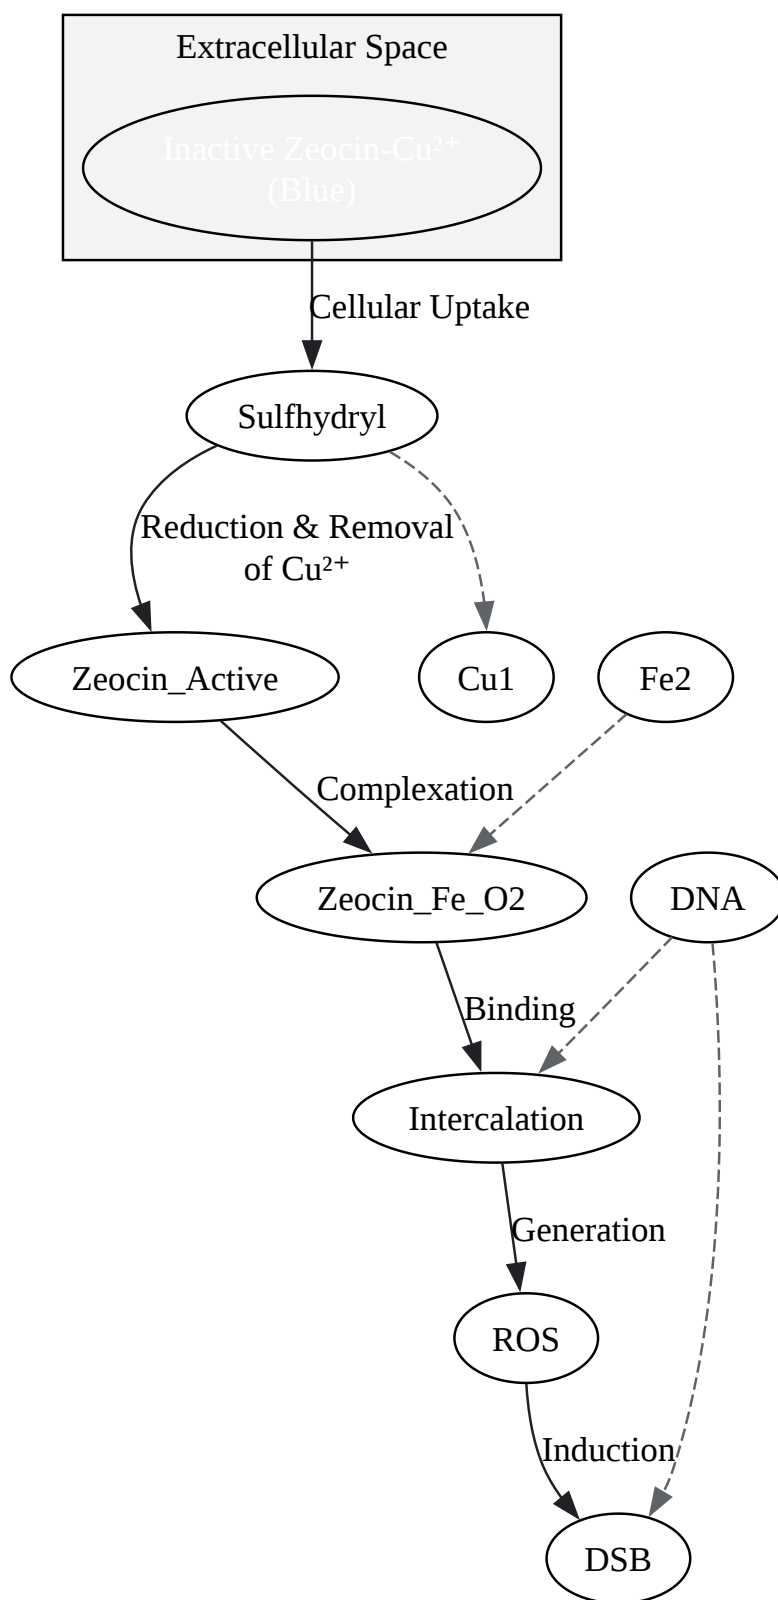 Extracellular Space
Inactive Zeocin-Cu²⁺
(Blue)
Cellular Uptake
Sulfhydryl
Reduction & Removal
of Cu²⁺
Zeocin_Active
Cu1
Fe2
Complexation
Zeocin_Fe_O2
DNA
Binding
Intercalation
Generation
ROS
Induction
DSB